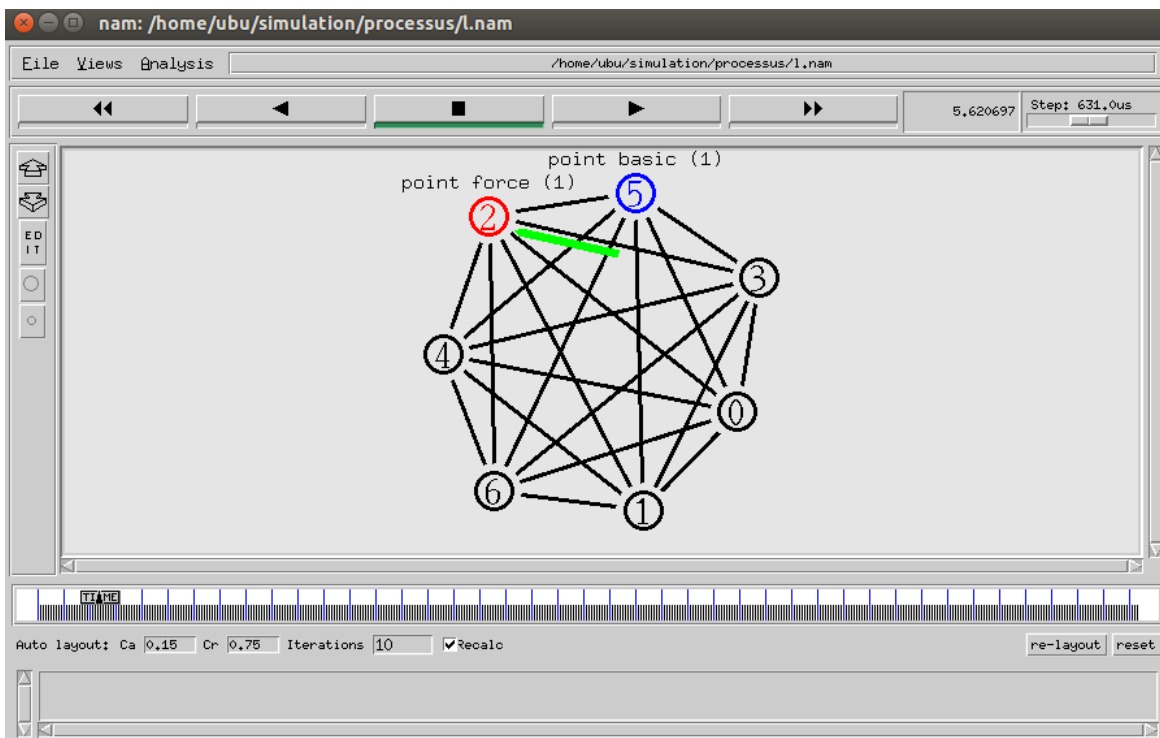 nam: /home/ubu/simulation/processus/l.nam
File Views Analysis /home/ubu/simulation/processus/l.nam
5.620697 Step: 631.0us
point basic (1)
point force (1)
5
2
3
ED
IT
4
0
6
1
TIME
Auto layout: Ca 0.15 Cr 0.75 Iterations 10 Recalc re-layout reset